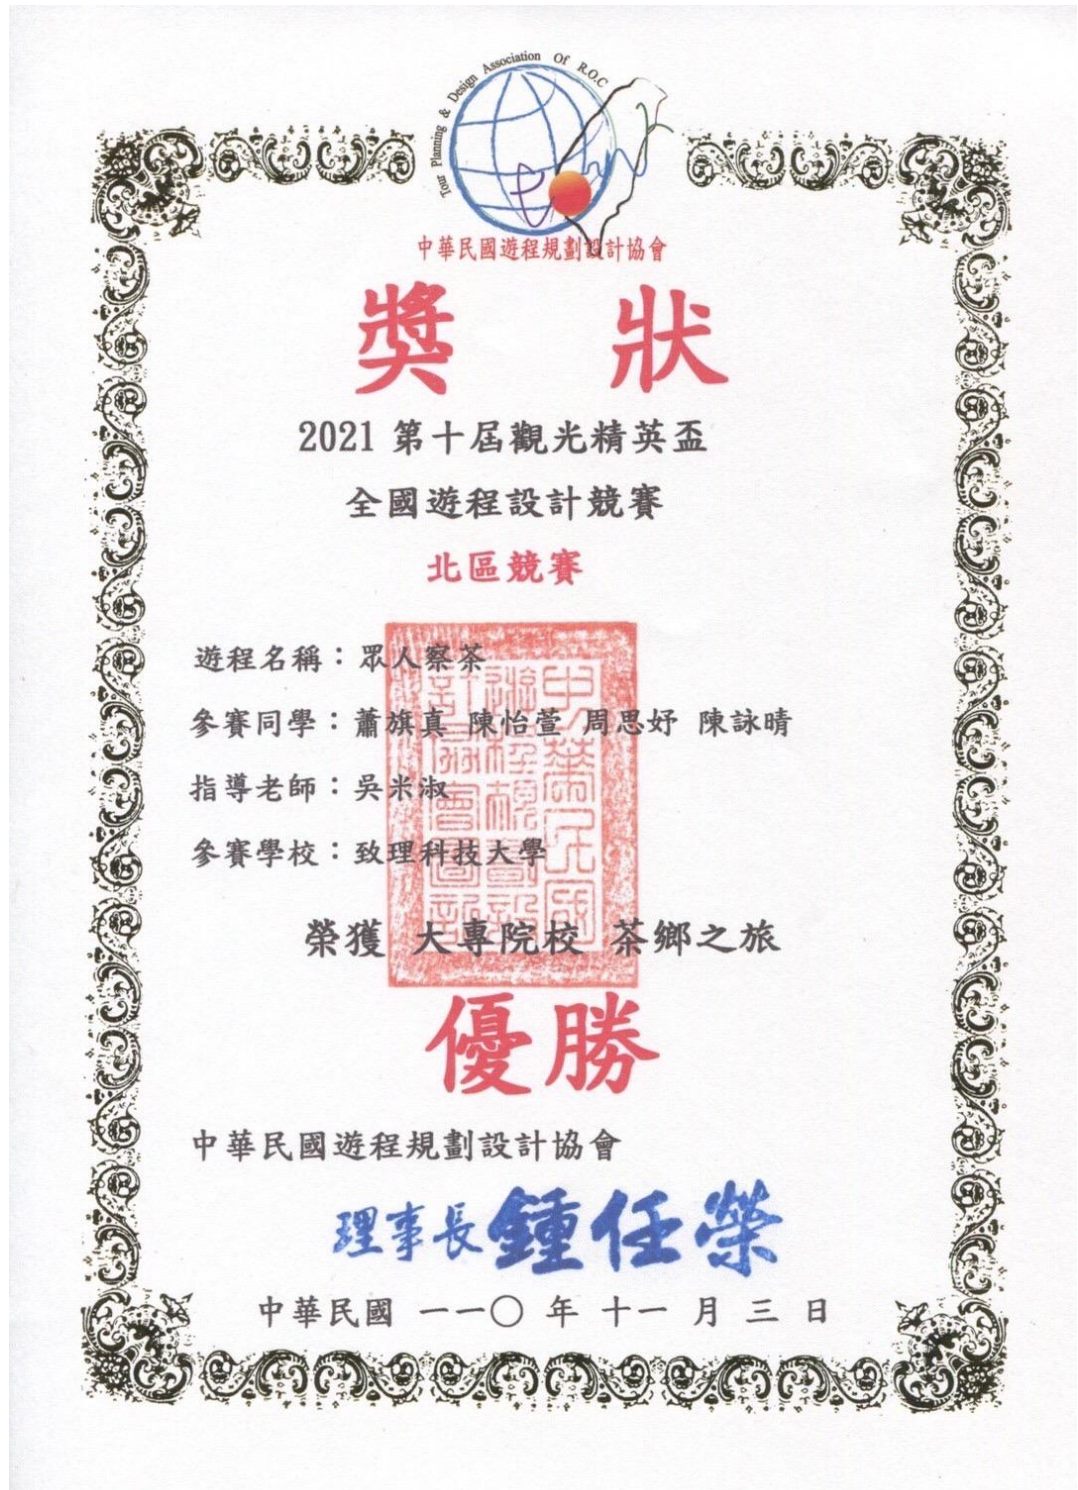 Tour Planning & Design Association Of R.O.C
中華民國遊程規劃設計協會
獎 狀
2021 第十屆觀光精英盃
全國遊程設計競賽
北區競賽
遊程名稱：眾人察茶
參賽同學：蕭旗真 陳怡萱 周思妤 陳詠晴
指導老師：吳米淑
參賽學校：致理科技大學
榮獲 大專院校 茶鄉之旅
優勝
中華民國遊程規劃設計協會
理事長 鍾任榮
中華民國 一一〇 年 十一 月 三 日